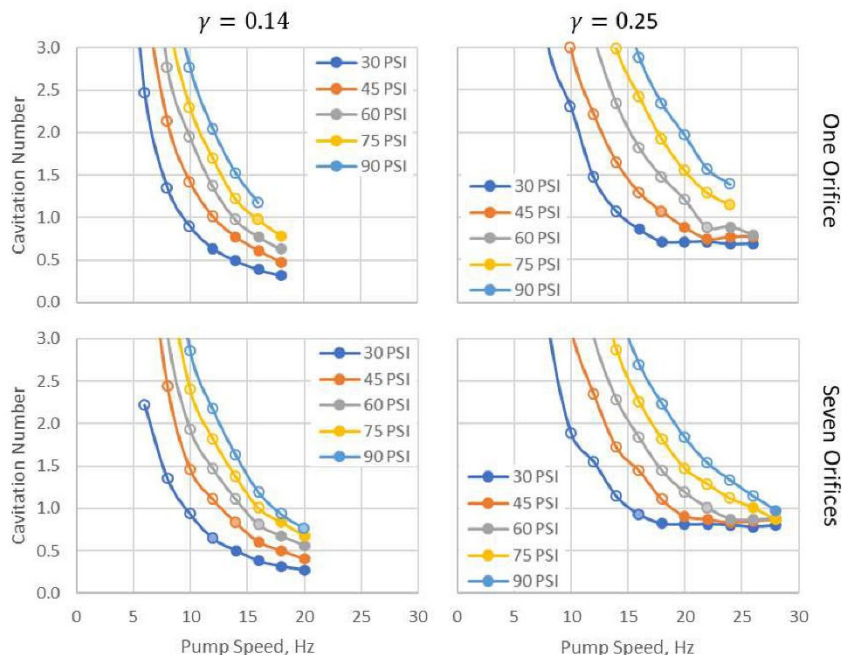 γ = 0.14
γ = 0.25
Cavitation Number
3.0
2.5
2.0
1.5
1.0
0.5
0.0
30 PSI
45 PSI
60 PSI
75 PSI
90 PSI
30 PSI
45 PSI
60 PSI
75 PSI
90 PSI
One Orifice
Cavitation Number
3.0
2.5
2.0
1.5
1.0
0.5
0.0
30 PSI
45 PSI
60 PSI
75 PSI
90 PSI
0 5 10 15 20 25 30
Pump Speed, Hz
30 PSI
45 PSI
60 PSI
75 PSI
90 PSI
0 5 10 15 20 25 30
Pump Speed, Hz
Seven Orifices